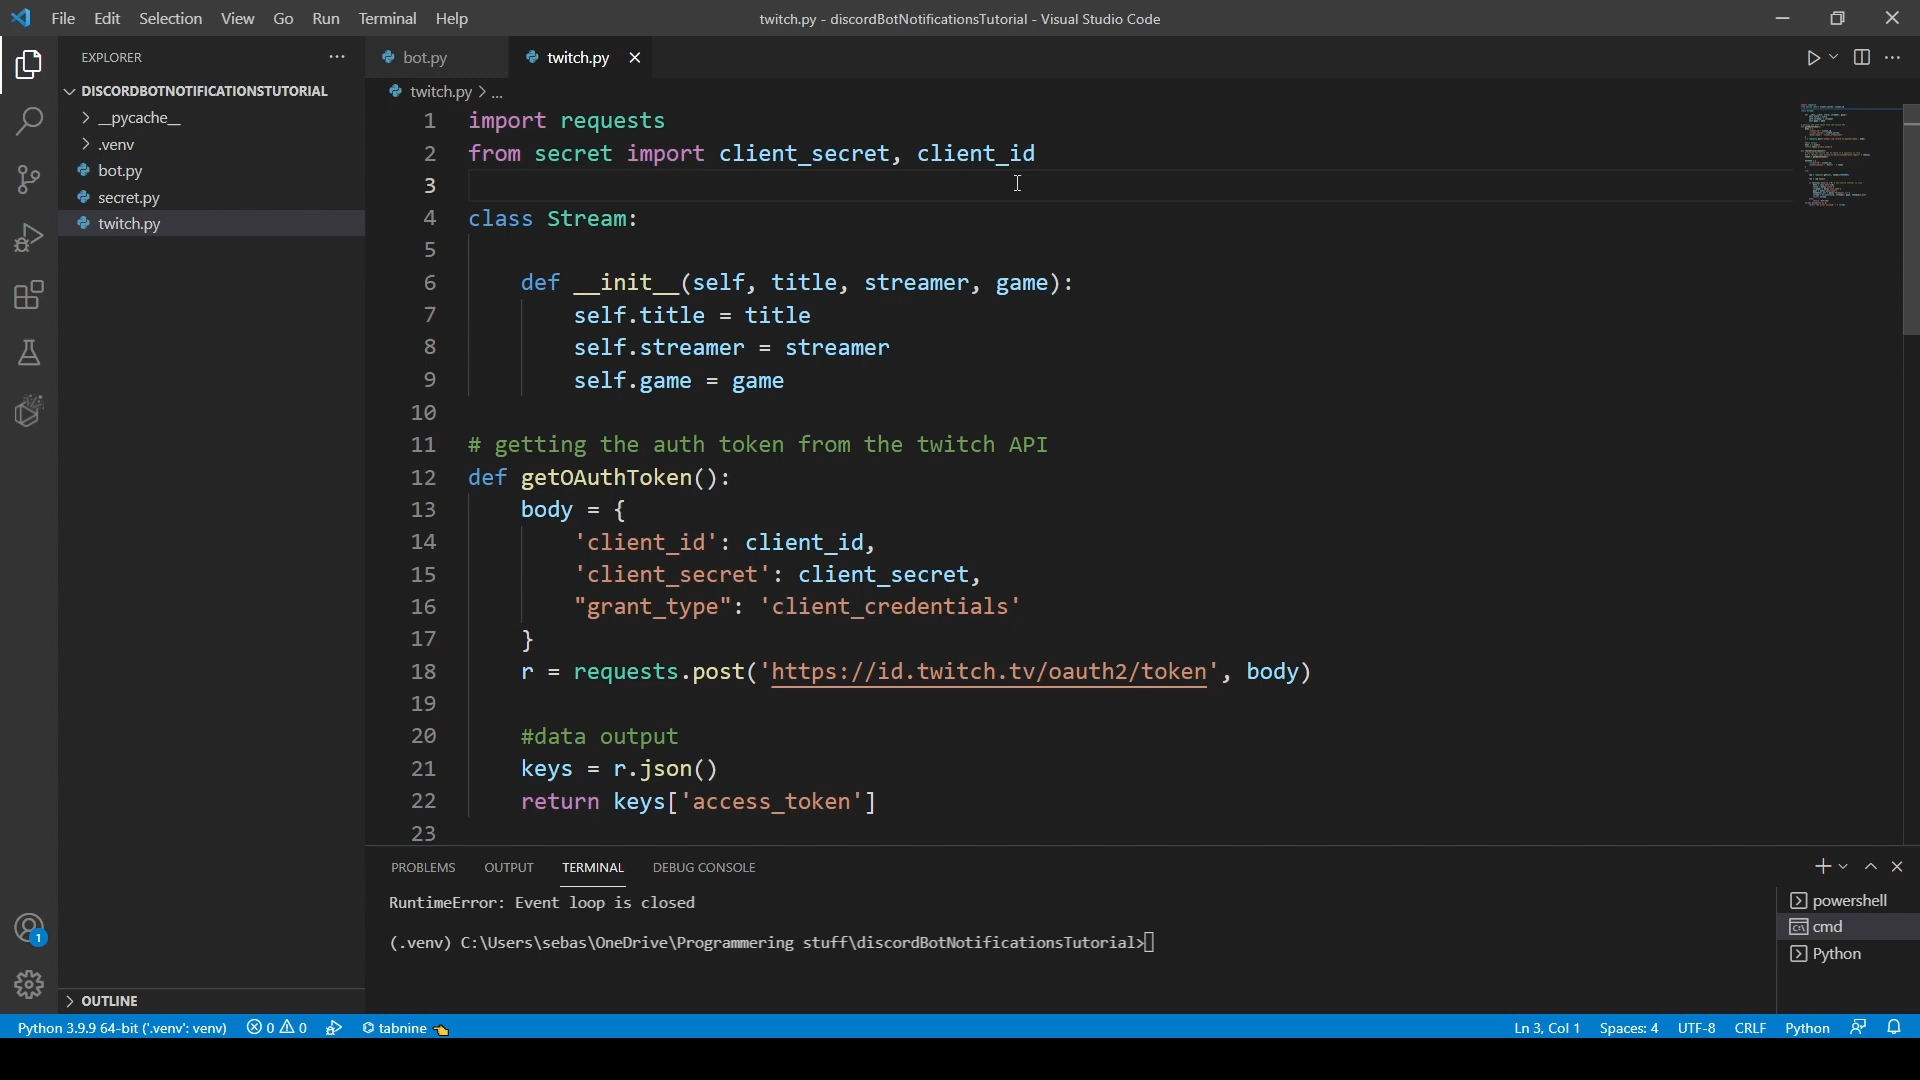 File Edit Selection View Go Run Terminal Help
twitch.py - discordBotNotificationsTutorial - Visual Studio Code
EXPLORER
DISCORDBOTNOTIFICATIONSTUTORIAL
__pycache__
.venv
bot.py
secret.py
twitch.py
OUTLINE
bot.py twitch.py
twitch.py > ...
1 import requests
2 from secret import client_secret, client_id
3
4 class Stream:
5
6 def __init__(self, title, streamer, game):
7 self.title = title
8 self.streamer = streamer
9 self.game = game
10
11 # getting the auth token from the twitch API
12 def getOAuthToken():
13 body = {
14 'client_id': client_id,
15 'client_secret': client_secret,
16 "grant_type": 'client_credentials'
17 }
18 r = requests.post('https://id.twitch.tv/oauth2/token', body)
19
20 #data output
21 keys = r.json()
22 return keys['access_token']
23
PROBLEMS OUTPUT TERMINAL DEBUG CONSOLE
RuntimeError: Event loop is closed
(.venv) C:\Users\sebas\OneDrive\Programmering stuff\discordBotNotificationsTutorial>
powershell
cmd
Python
1
Python 3.9.9 64-bit ('.venv': venv) 0 0 tabnine Ln 3, Col 1 Spaces: 4 UTF-8 CRLF Python